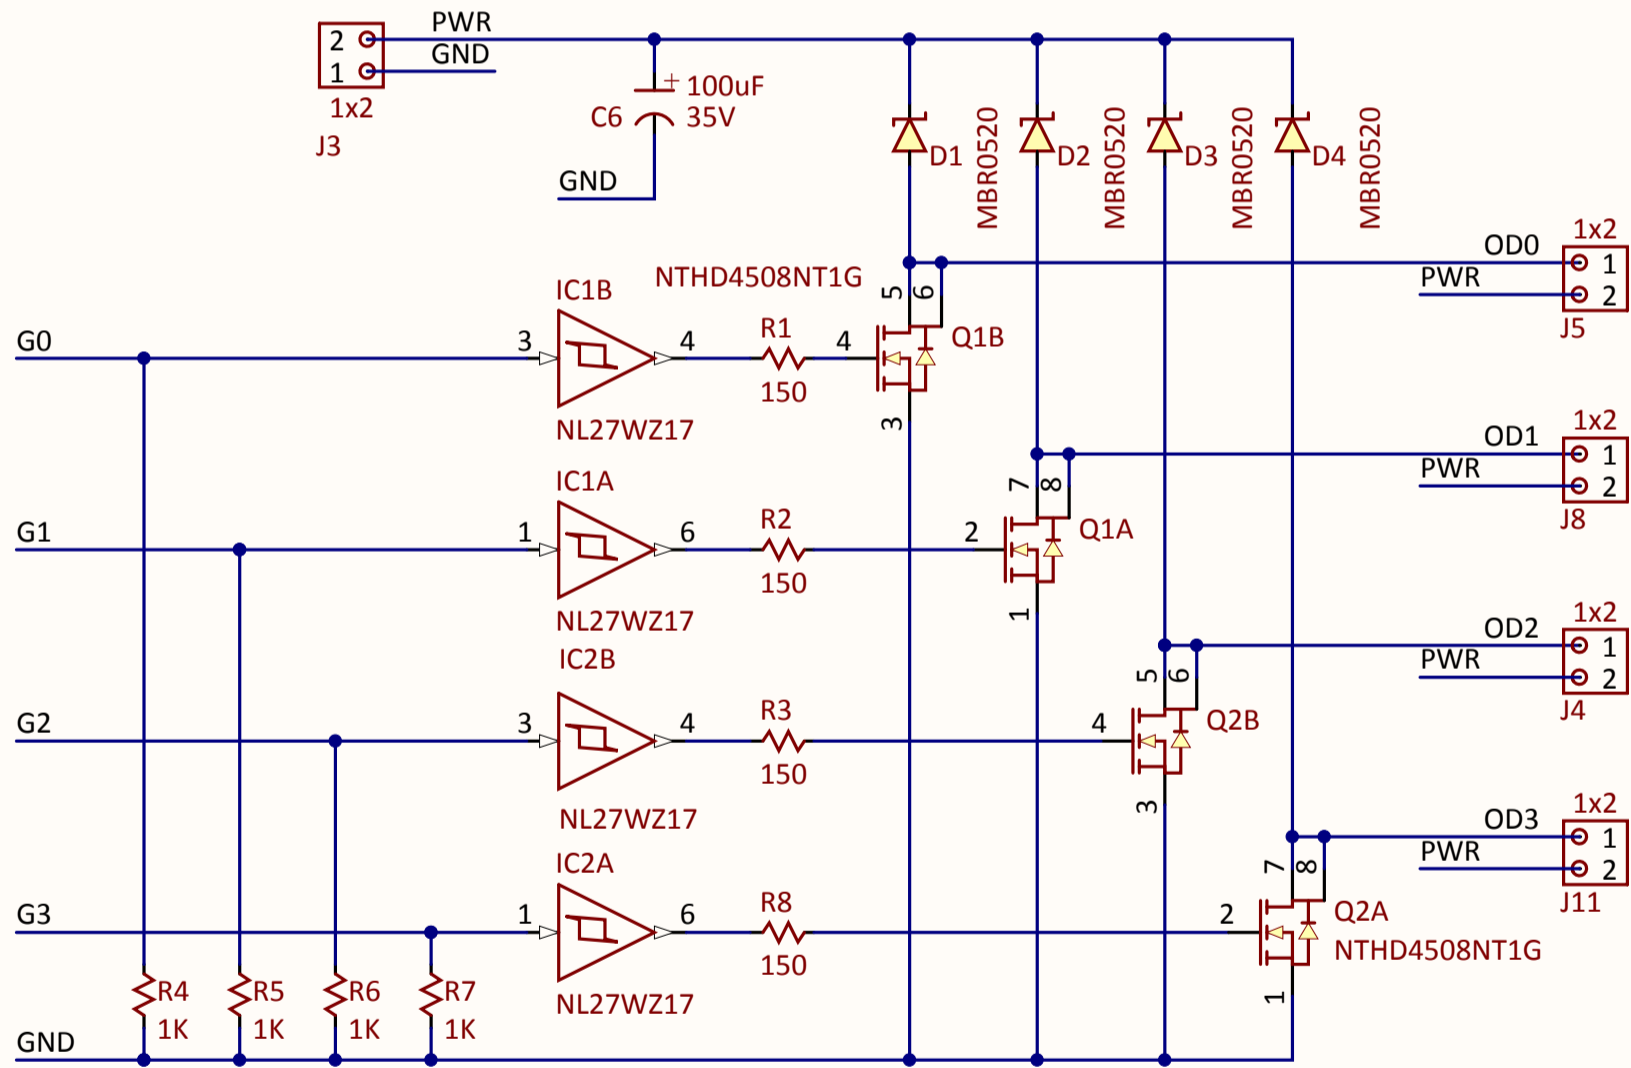 PWR
2
GND
1
1x2
J3
+
100uF
C6
35V
GND
D1
MBR0520
D2
MBR0520
D3
MBR0520
D4
MBR0520
1x2
OD0
1
PWR
2
J5
NTHD4508NT1G
IC1B
5
6
G0
3
4
R1
4
Q1B
150
NL27WZ17
3
1x2
OD1
1
PWR
2
J8
IC1A
7
8
G1
1
6
R2
2
Q1A
150
NL27WZ17
1
1x2
OD2
1
PWR
2
J4
IC2B
5
6
G2
3
4
R3
4
Q2B
150
NL27WZ17
3
1x2
OD3
1
PWR
2
J11
IC2A
7
8
G3
1
6
R8
2
Q2A
NTHD4508NT1G
150
NL27WZ17
1
R4
R5
R6
R7
1K
1K
1K
1K
GND